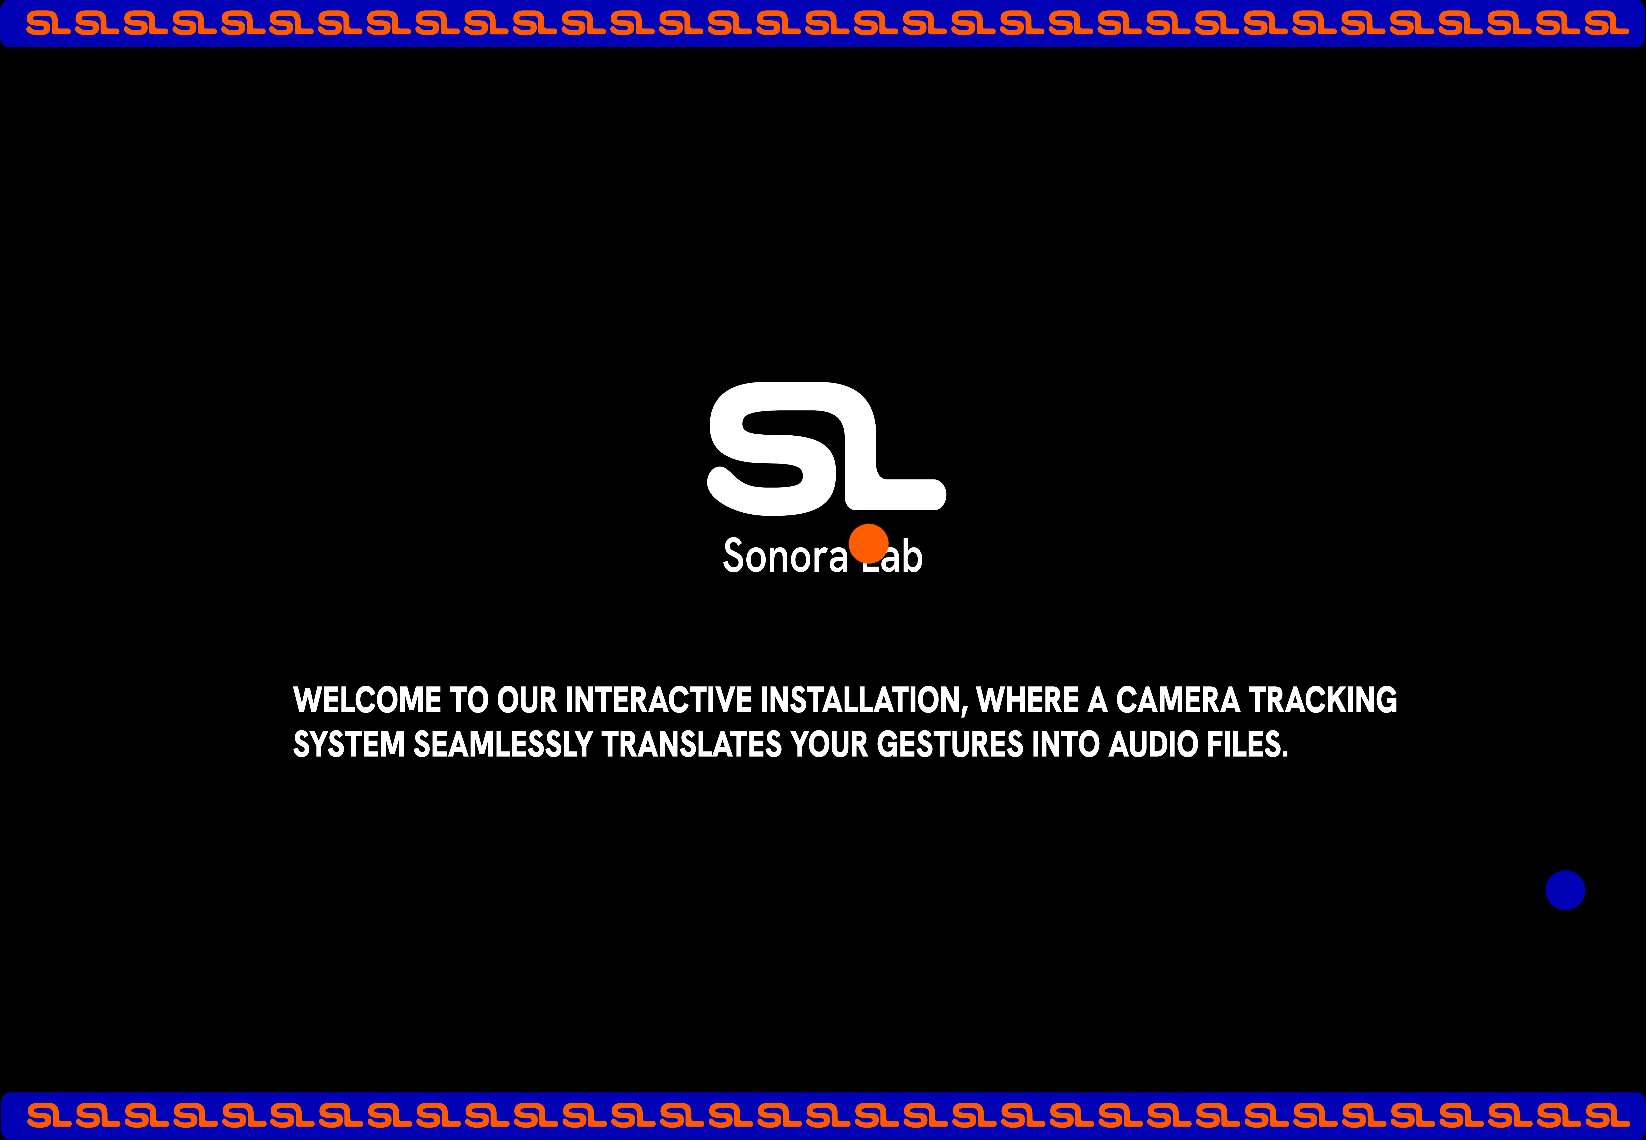 SL SL SL SL SL SL SL SL SL SL SL SL SL SL SL SL SL SL SL SL SL SL SL SL SL SL SL SL SL SL SL SL SL
SL
Sonora Lab
WELCOME TO OUR INTERACTIVE INSTALLATION, WHERE A CAMERA TRACKING
SYSTEM SEAMLESSLY TRANSLATES YOUR GESTURES INTO AUDIO FILES.
SL SL SL SL SL SL SL SL SL SL SL SL SL SL SL SL SL SL SL SL SL SL SL SL SL SL SL SL SL SL SL SL SL